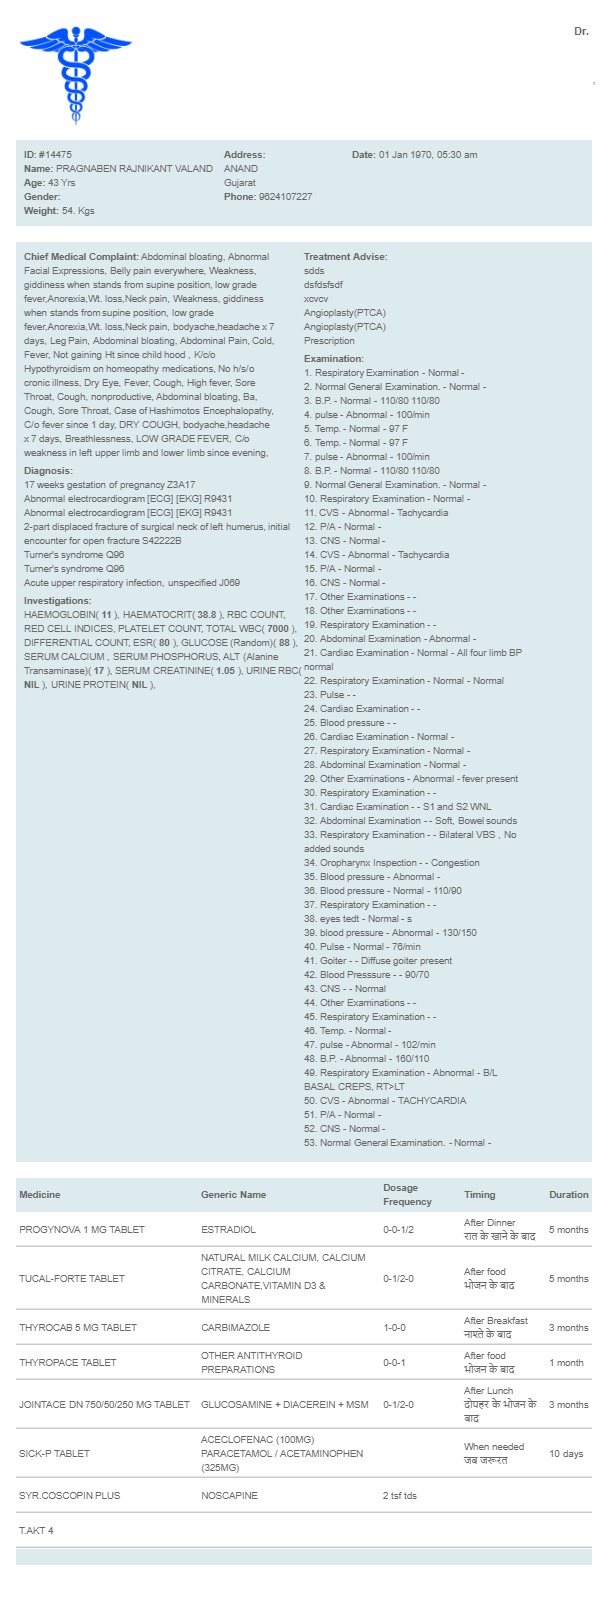 Dr.
,
ID: #14475
Name: PRAGNABEN RAJNIKANT VALAND
Age: 43 Yrs
Gender:
Weight: 54. Kgs
Address:
ANAND
Gujarat
Phone: 9624107227
Date: 01 Jan 1970, 05:30 am
Chief Medical Complaint: Abdominal bloating, Abnormal
Facial Expressions, Belly pain everywhere, Weakness,
giddiness when stands from supine position, low grade
fever,Anorexia,Wt. loss,Neck pain, Weakness, giddiness
when stands from supine position, low grade
fever,Anorexia,Wt. loss,Neck pain, bodyache,headache x 7
days, Leg Pain, Abdominal bloating, Abdominal Pain, Cold,
Fever, Not gaining Ht since child hood , K/c/o
Hypothyroidism on homeopathy medications, No h/s/o
cronic illness, Dry Eye, Fever, Cough, High fever, Sore
Throat, Cough, nonproductive, Abdominal bloating, Ba,
Cough, Sore Throat, Case of Hashimotos Encephalopathy,
C/o fever since 1 day, DRY COUGH, bodyache,headache
x 7 days, Breathlessness, LOW GRADE FEVER, C/o
weakness in left upper limb and lower limb since evening,
Diagnosis:
17 weeks gestation of pregnancy Z3A17
Abnormal electrocardiogram [ECG] [EKG] R9431
Abnormal electrocardiogram [ECG] [EKG] R9431
2-part displaced fracture of surgical neck of left humerus, initial
encounter for open fracture S42222B
Turner's syndrome Q96
Turner's syndrome Q96
Acute upper respiratory infection, unspecified J069
Investigations:
HAEMOGLOBIN( 11 ), HAEMATOCRIT( 38.8 ), RBC COUNT,
RED CELL INDICES, PLATELET COUNT, TOTAL WBC( 7000 ),
DIFFERENTIAL COUNT, ESR( 80 ), GLUCOSE (Random)( 88 ),
SERUM CALCIUM , SERUM PHOSPHORUS, ALT (Alanine
Transaminase)( 17 ), SERUM CREATININE( 1.05 ), URINE RBC(
NIL ), URINE PROTEIN( NIL ),
Treatment Advise:
sdds
dsfdsfsdf
xcvcv
Angioplasty(PTCA)
Angioplasty(PTCA)
Prescription
Examination:
1. Respiratory Examination - Normal -
2. Normal General Examination. - Normal -
3. B.P. - Normal - 110/80 110/80
4. pulse - Abnormal - 100/min
5. Temp. - Normal - 97 F
6. Temp. - Normal - 97 F
7. pulse - Abnormal - 100/min
8. B.P. - Normal - 110/80 110/80
9. Normal General Examination. - Normal -
10. Respiratory Examination - Normal -
11. CVS - Abnormal - Tachycardia
12. P/A - Normal -
13. CNS - Normal -
14. CVS - Abnormal - Tachycardia
15. P/A - Normal -
16. CNS - Normal -
17. Other Examinations - -
18. Other Examinations - -
19. Respiratory Examination - -
20. Abdominal Examination - Abnormal -
21. Cardiac Examination - Normal - All four limb BP
normal
22. Respiratory Examination - Normal - Normal
23. Pulse - -
24. Cardiac Examination - -
25. Blood pressure - -
26. Cardiac Examination - Normal -
27. Respiratory Examination - Normal -
28. Abdominal Examination - Normal -
29. Other Examinations - Abnormal - fever present
30. Respiratory Examination - -
31. Cardiac Examination - - S1 and S2 WNL
32. Abdominal Examination - - Soft, Bowel sounds
33. Respiratory Examination - - Bilateral VBS , No
added sounds
34. Oropharynx Inspection - - Congestion
35. Blood pressure - Abnormal -
36. Blood pressure - Normal - 110/90
37. Respiratory Examination - -
38. eyes tedt - Normal - s
39. blood pressure - Abnormal - 130/150
40. Pulse - Normal - 76/min
41. Goiter - - Diffuse goiter present
42. Blood Presssure - - 90/70
43. CNS - - Normal
44. Other Examinations - -
45. Respiratory Examination - -
46. Temp. - Normal -
47. pulse - Abnormal - 102/min
48. B.P. - Abnormal - 160/110
49. Respiratory Examination - Abnormal - B/L
BASAL CREPS, RT>LT
50. CVS - Abnormal - TACHYCARDIA
51. P/A - Normal -
52. CNS - Normal -
53. Normal General Examination. - Normal -
Medicine Generic Name Dosage Frequency Timing Duration
PROGYNOVA 1 MG TABLET ESTRADIOL 0-0-1/2 After Dinner 5 months
रात के खाने के बाद
NATURAL MILK CALCIUM, CALCIUM
CITRATE, CALCIUM
CARBONATE,VITAMIN D3 &
MINERALS
TUCAL-FORTE TABLET 0-1/2-0 After food 5 months
भोजन के बाद
THYROCAB 5 MG TABLET CARBIMAZOLE 1-0-0 After Breakfast 3 months
नाश्ते के बाद
THYROPACE TABLET OTHER ANTITHYROID
PREPARATIONS 0-0-1 After food 1 month
भोजन के बाद
JOINTACE DN 750/50/250 MG TABLET GLUCOSAMINE + DIACEREIN + MSM 0-1/2-0 After Lunch 3 months
दोपहर के भोजन के
बाद
SICK-P TABLET ACECLOFENAC (100MG)
PARACETAMOL / ACETAMINOPHEN
(325MG) When needed 10 days
जब जरूरत
SYR.COSCOPIN PLUS NOSCAPINE 2 tsf tds
T.AKT 4